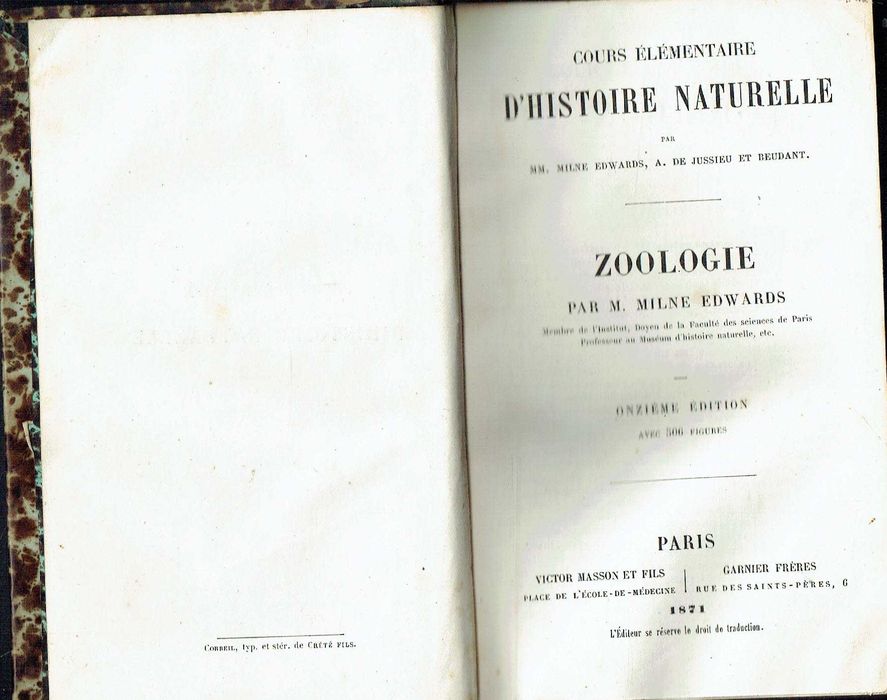 CORBEIL, typ. et stér. de CRÉTÉ FILS.
COURS ÉLÉMENTAIRE
D'HISTOIRE NATURELLE
PAR
MM. MILNE EDWARDS, A. DE JUSSIEU ET BEUDANT.
ZOOLOGIE
PAR M. MILNE EDWARDS
Membre de l'Institut, Doyen de la Faculté des sciences de Paris
Professeur au Muséum d'histoire naturelle, etc.
ONZIÈME ÉDITION
AVEC 506 FIGURES
PARIS
VICTOR MASSON ET FILS
PLACE DE L'ÉCOLE-DE-MÉDECINE
GARNIER FRÈRES
RUE DES SAINTS-PÈRES, 6
1871
L'Éditeur se réserve le droit de traduction.